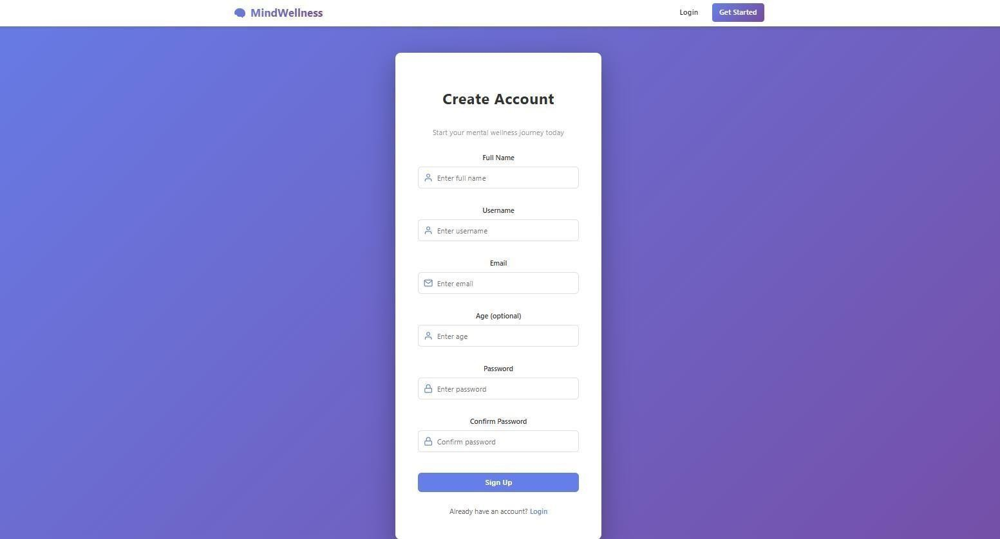 MindWellness
Login
Get Started
Create Account
Start your mental wellness journey today
Full Name
Enter full name
Username
Enter username
Email
Enter email
Age (optional)
Enter age
Password
Enter password
Confirm Password
Confirm password
Sign Up
Already have an account? Login